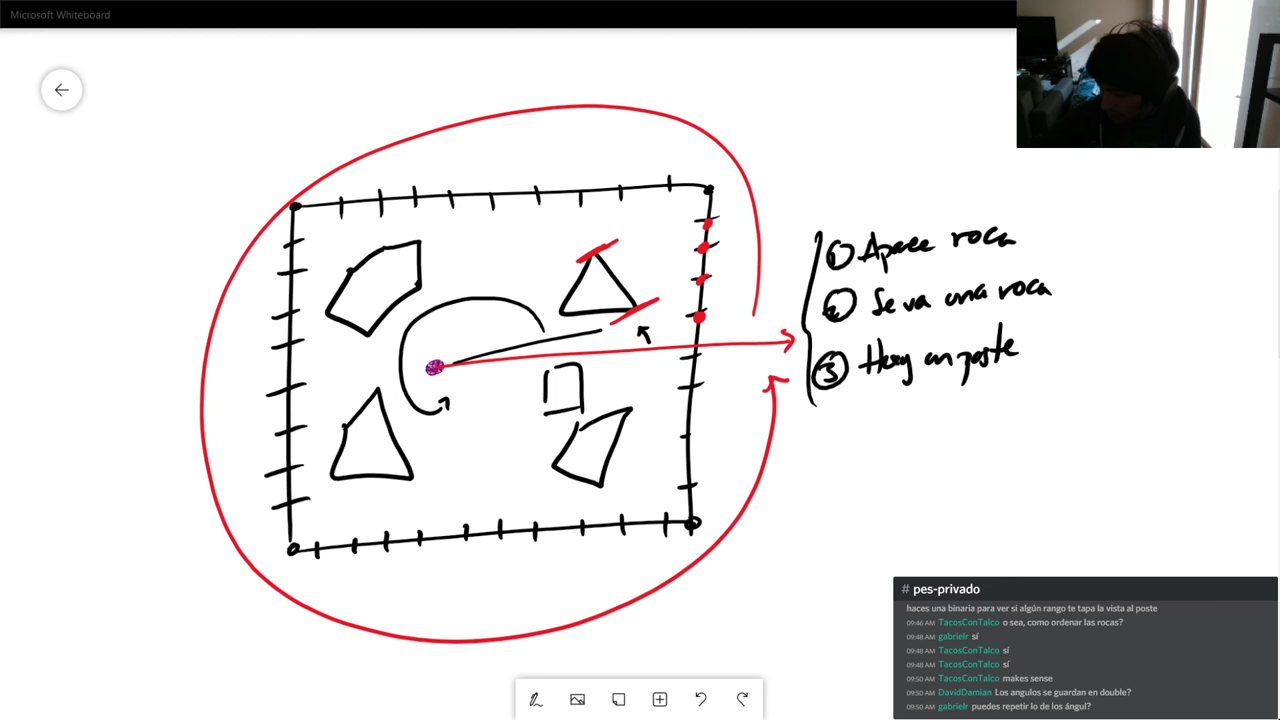 Microsoft Whiteboard
① Aparece roca
② Se va una roca
③ Hay un poste
# pes-privado
haces una binaria para ver si algún rango te tapa la vista al poste
09:46 AM TacosConTalco o sea, como ordenar las rocas?
09:48 AM gabrielr sí
09:48 AM TacosConTalco sí
09:48 AM TacosConTalco sí
09:50 AM TacosConTalco makes sense
09:50 AM DavidDamian Los angulos se guardan en double?
09:50 AM gabrielr puedes repetir lo de los ángul?